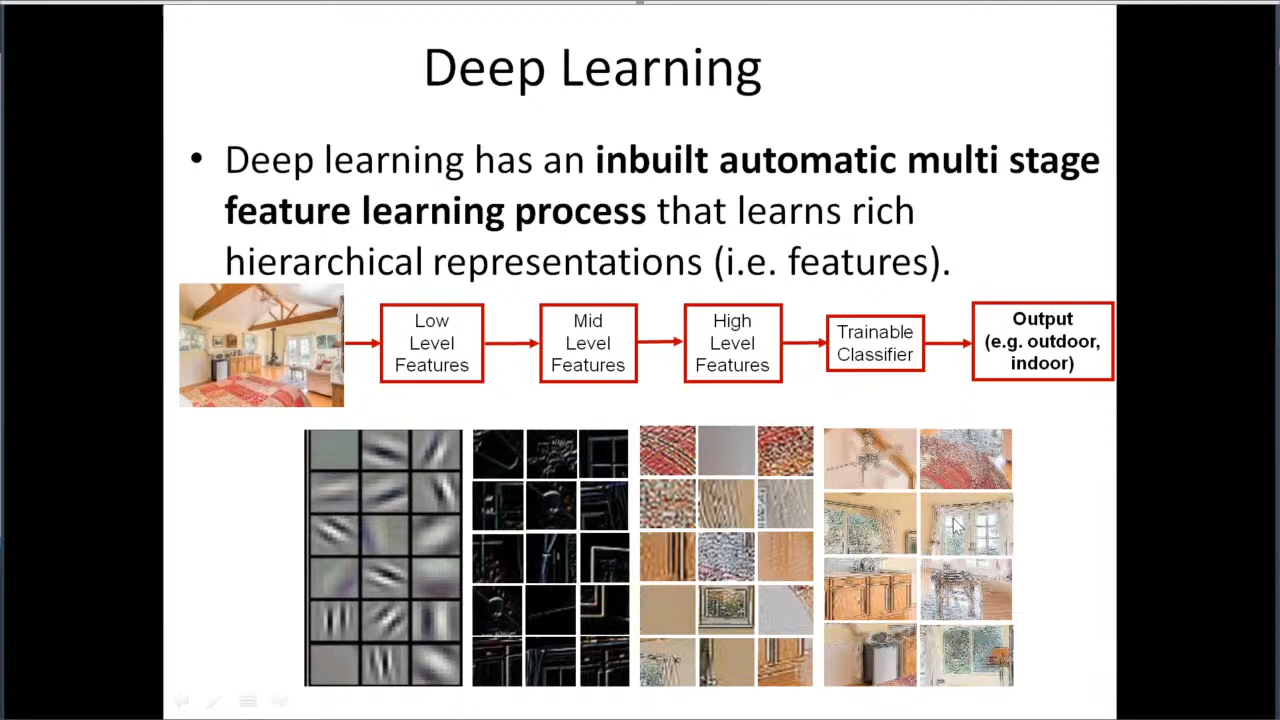 Deep Learning
• Deep learning has an inbuilt automatic multi stage
feature learning process that learns rich
hierarchical representations (i.e. features).
Low
Level
Features
Mid
Level
Features
High
Level
Features
Trainable
Classifier
Output
(e.g. outdoor,
indoor)